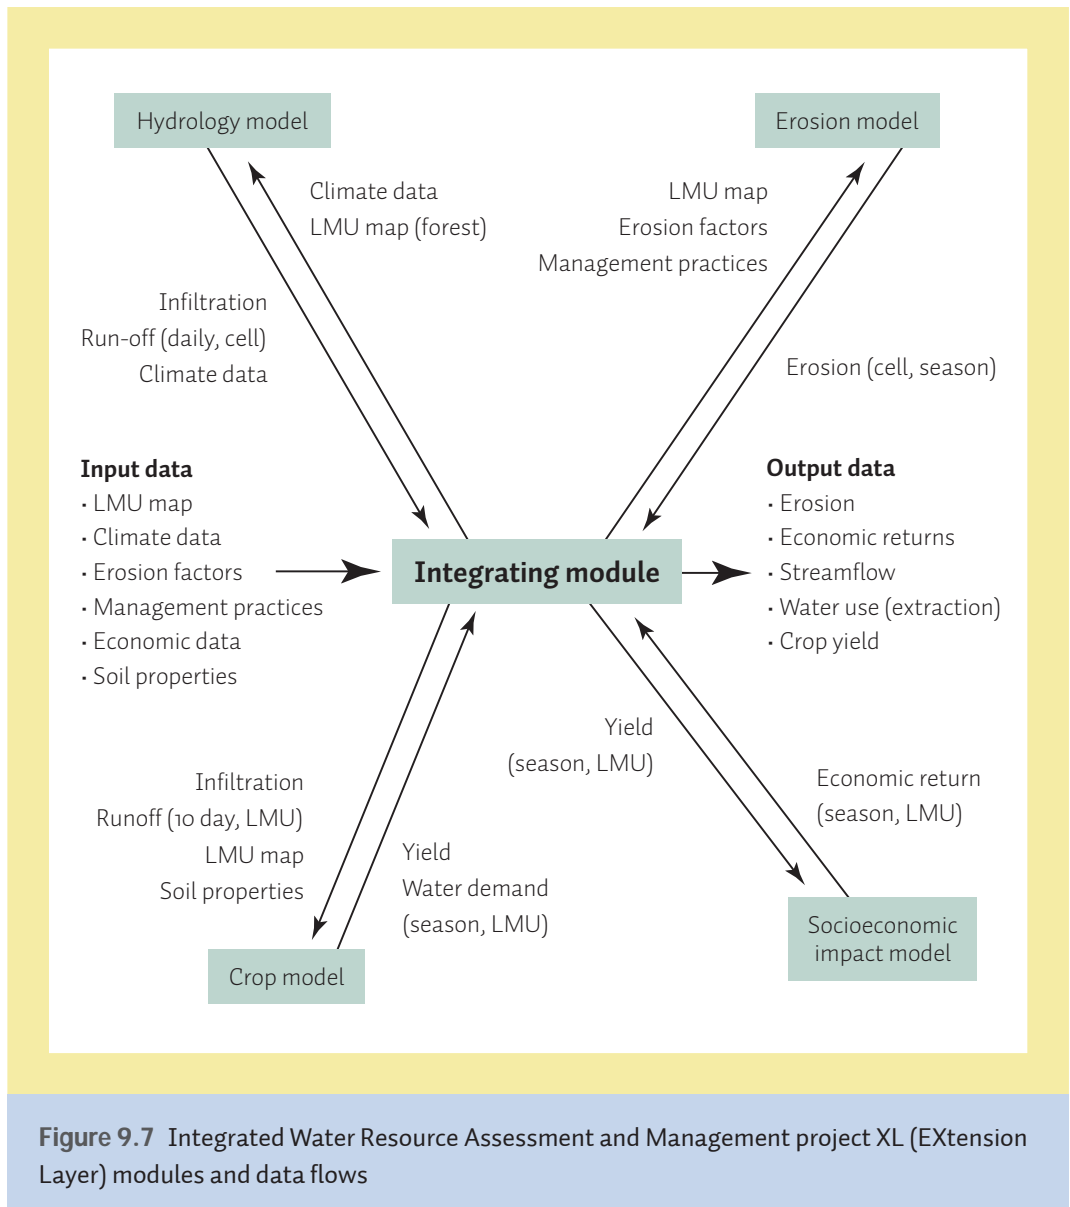 Hydrology model
Erosion model
Climate data
LMU map (forest)
LMU map
Erosion factors
Management practices
Infiltration
Run-off (daily, cell)
Climate data
Erosion (cell, season)
Input data
· LMU map
· Climate data
· Erosion factors
· Management practices
· Economic data
· Soil properties
Integrating module
Output data
· Erosion
· Economic returns
· Streamflow
· Water use (extraction)
· Crop yield
Infiltration
Runoff (10 day, LMU)
LMU map
Soil properties
Yield
Water demand
(season, LMU)
Yield
(season, LMU)
Economic return
(season, LMU)
Crop model
Socioeconomic
impact model
Figure 9.7 Integrated Water Resource Assessment and Management project XL (EXtension
Layer) modules and data flows